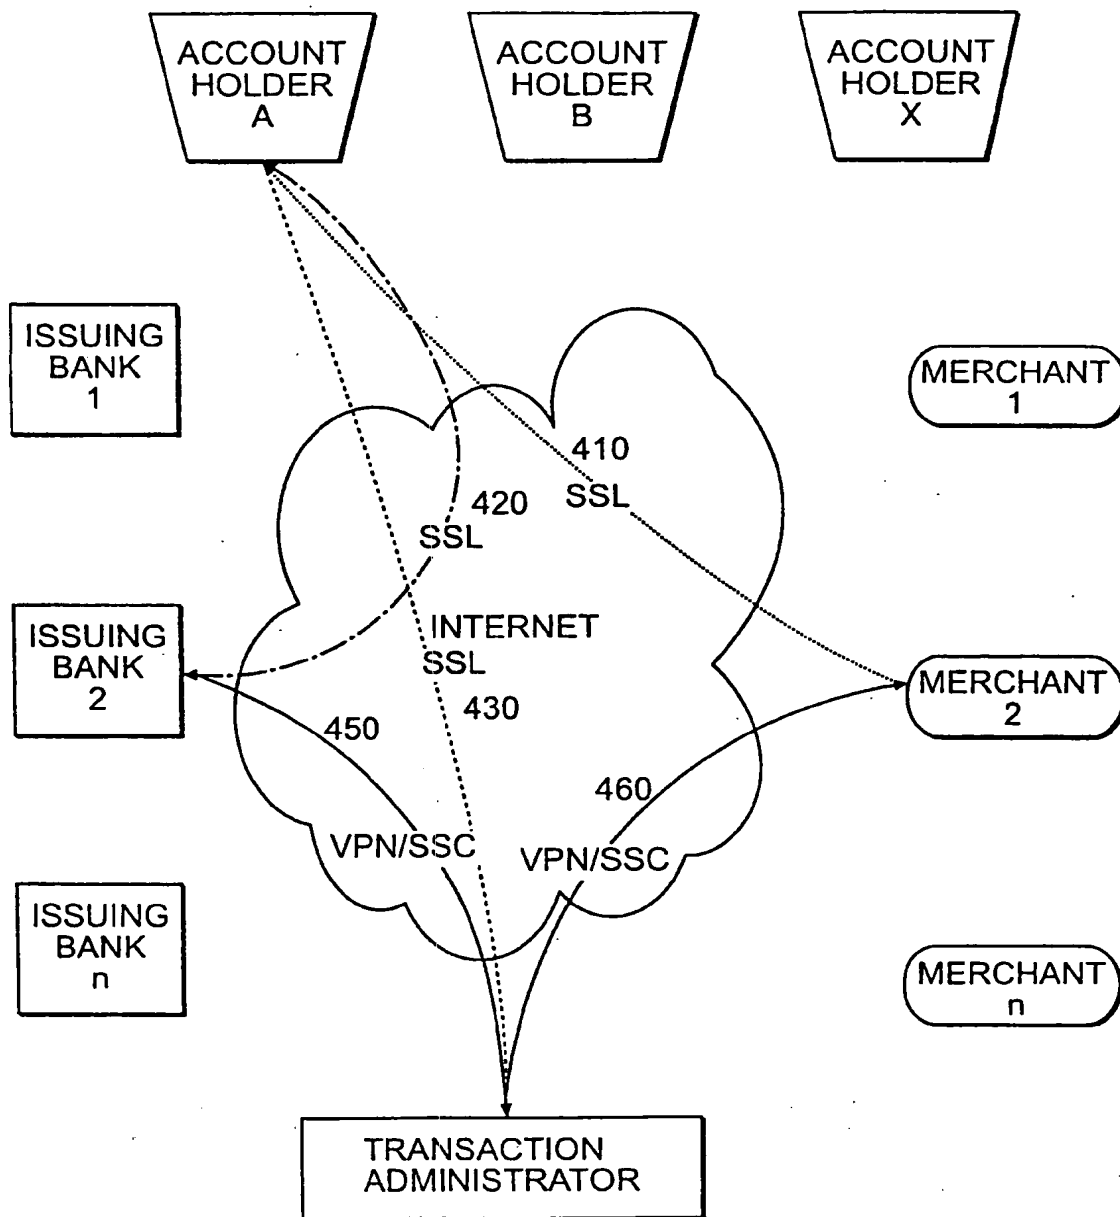 ACCOUNT
HOLDER
A
ACCOUNT
HOLDER
B
ACCOUNT
HOLDER
X
ISSUING
BANK
1
MERCHANT
1
410
SSL
420
SSL
ISSUING
BANK
2
INTERNET
SSL
430
MERCHANT
2
450
460
VPN/SSC
VPN/SSC
ISSUING
BANK
n
MERCHANT
n
TRANSACTION
ADMINISTRATOR